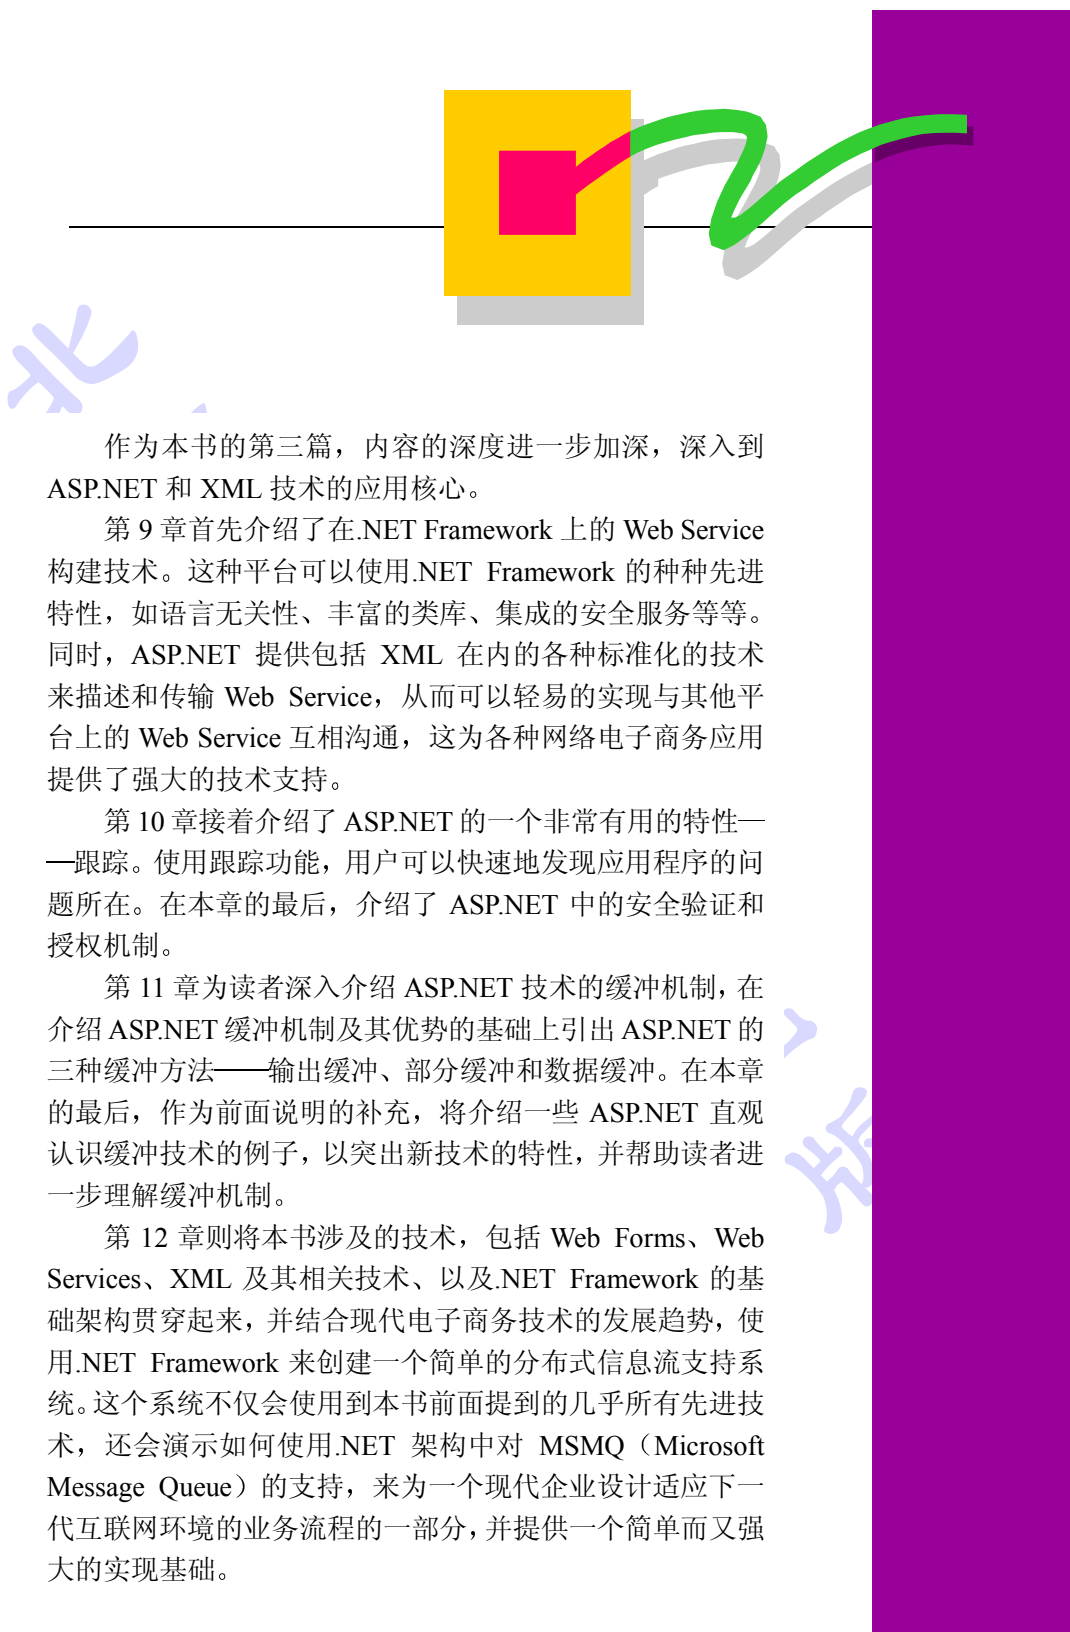 北
作为本书的第三篇，内容的深度进一步加深，深入到
ASP.NET 和 XML 技术的应用核心。
第 9 章首先介绍了在.NET Framework 上的 Web Service
构建技术。这种平台可以使用.NET Framework 的种种先进
特性，如语言无关性、丰富的类库、集成的安全服务等等。
同时，ASP.NET 提供包括 XML 在内的各种标准化的技术
来描述和传输 Web Service，从而可以轻易的实现与其他平
台上的 Web Service 互相沟通，这为各种网络电子商务应用
提供了强大的技术支持。
第 10 章接着介绍了 ASP.NET 的一个非常有用的特性—
—跟踪。使用跟踪功能，用户可以快速地发现应用程序的问
题所在。在本章的最后，介绍了 ASP.NET 中的安全验证和
授权机制。
第 11 章为读者深入介绍 ASP.NET 技术的缓冲机制，在
介绍 ASP.NET 缓冲机制及其优势的基础上引出 ASP.NET 的
三种缓冲方法——输出缓冲、部分缓冲和数据缓冲。在本章
的最后，作为前面说明的补充，将介绍一些 ASP.NET 直观
认识缓冲技术的例子，以突出新技术的特性，并帮助读者进
一步理解缓冲机制。
第 12 章则将本书涉及的技术，包括 Web Forms、Web
Services、XML 及其相关技术、以及.NET Framework 的基
础架构贯穿起来，并结合现代电子商务技术的发展趋势，使
用.NET Framework 来创建一个简单的分布式信息流支持系
统。这个系统不仅会使用到本书前面提到的几乎所有先进技
术，还会演示如何使用.NET 架构中对 MSMQ（Microsoft
Message Queue）的支持，来为一个现代企业设计适应下一
代互联网环境的业务流程的一部分，并提供一个简单而又强
大的实现基础。
版